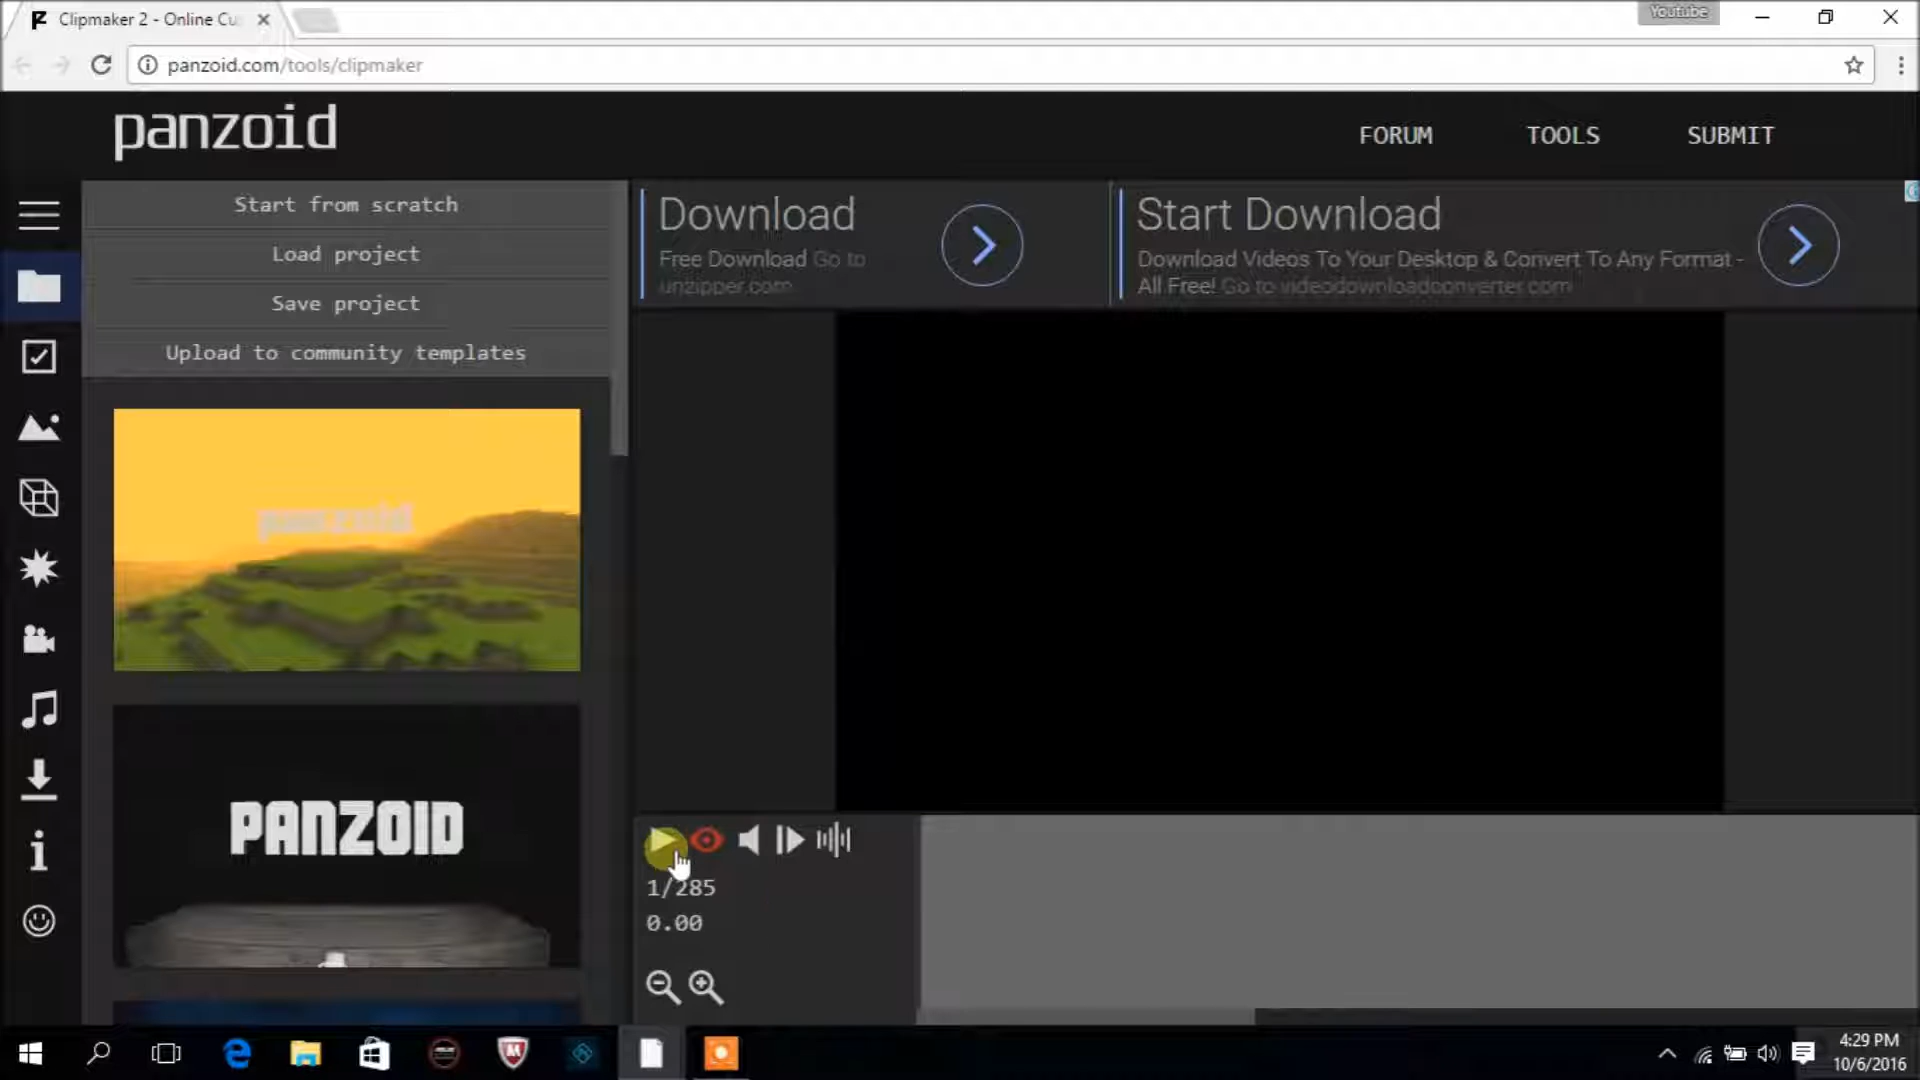 Clipmaker 2 - Online Cu
Youtube
panzoid.com/tools/clipmaker
panzoid
FORUM
TOOLS
SUBMIT
Start from scratch
Load project
Save project
Upload to community templates
Download
Free Download Go to
unzipper.com
Start Download
Download Videos To Your Desktop & Convert To Any Format -
All Free! Go to videodownloadconverter.com
panzoid
PANZOID
1/285
0.00
4:29 PM
10/6/2016